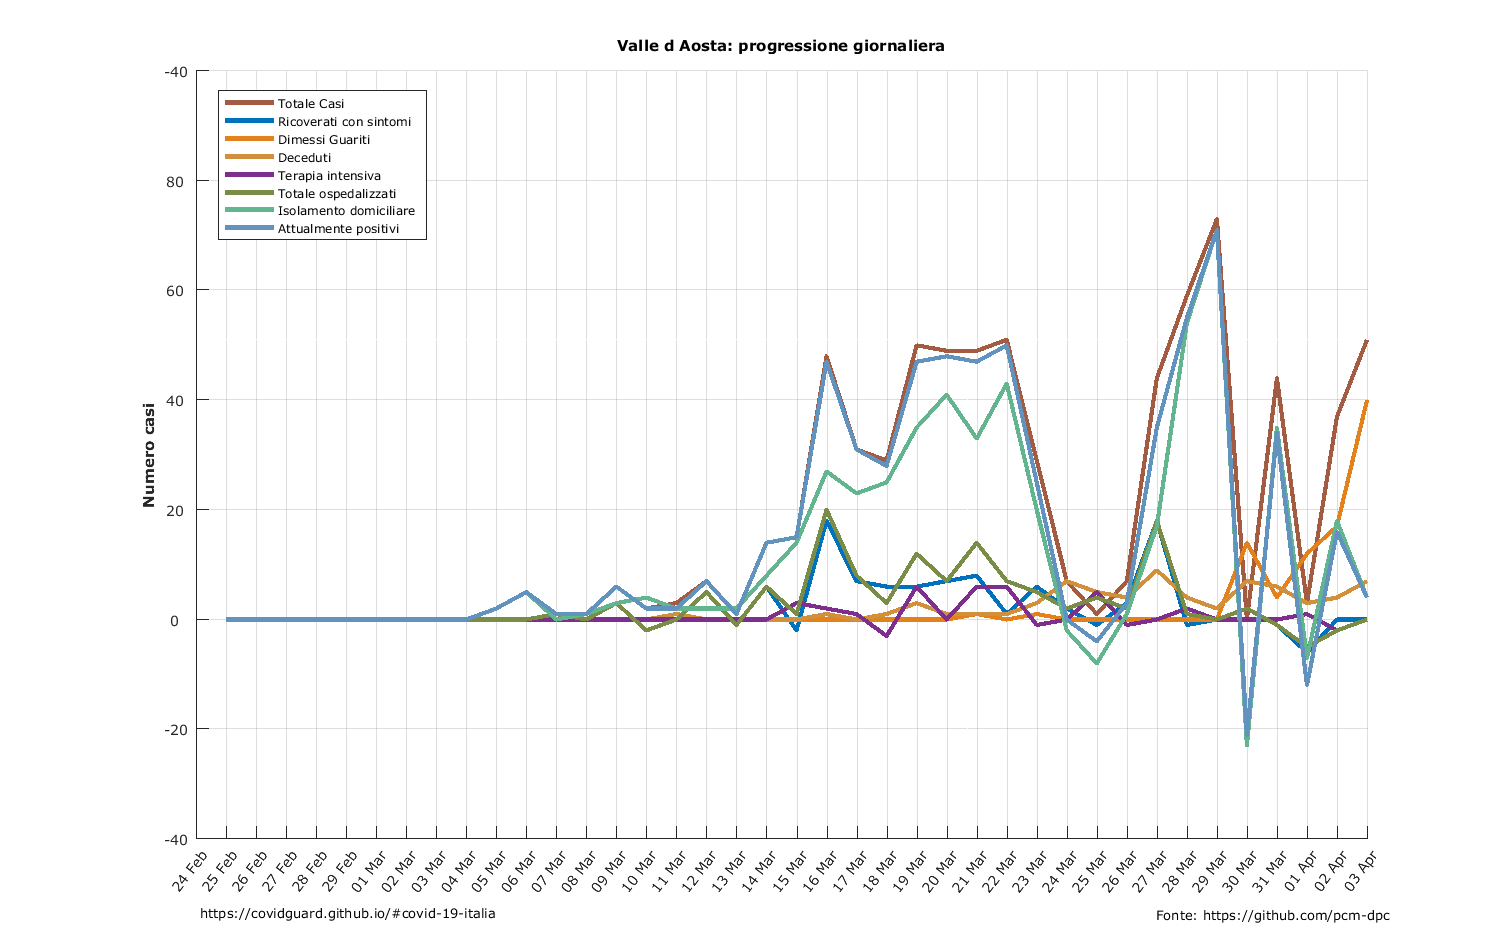 Valle d Aosta: progressione giornaliera
-40
80
60
40
20
0
-20
-40
Numero casi
Totale Casi
Ricoverati con sintomi
Dimessi Guariti
Deceduti
Terapia intensiva
Totale ospedalizzati
Isolamento domiciliare
Attualmente positivi
24 Feb
25 Feb
26 Feb
27 Feb
28 Feb
29 Feb
01 Mar
02 Mar
03 Mar
04 Mar
05 Mar
06 Mar
07 Mar
08 Mar
09 Mar
10 Mar
11 Mar
12 Mar
13 Mar
14 Mar
15 Mar
16 Mar
17 Mar
18 Mar
19 Mar
20 Mar
21 Mar
22 Mar
23 Mar
24 Mar
25 Mar
26 Mar
27 Mar
28 Mar
29 Mar
30 Mar
31 Mar
01 Apr
02 Apr
03 Apr
https://covidguard.github.io/#covid-19-italia
Fonte: https://github.com/pcm-dpc